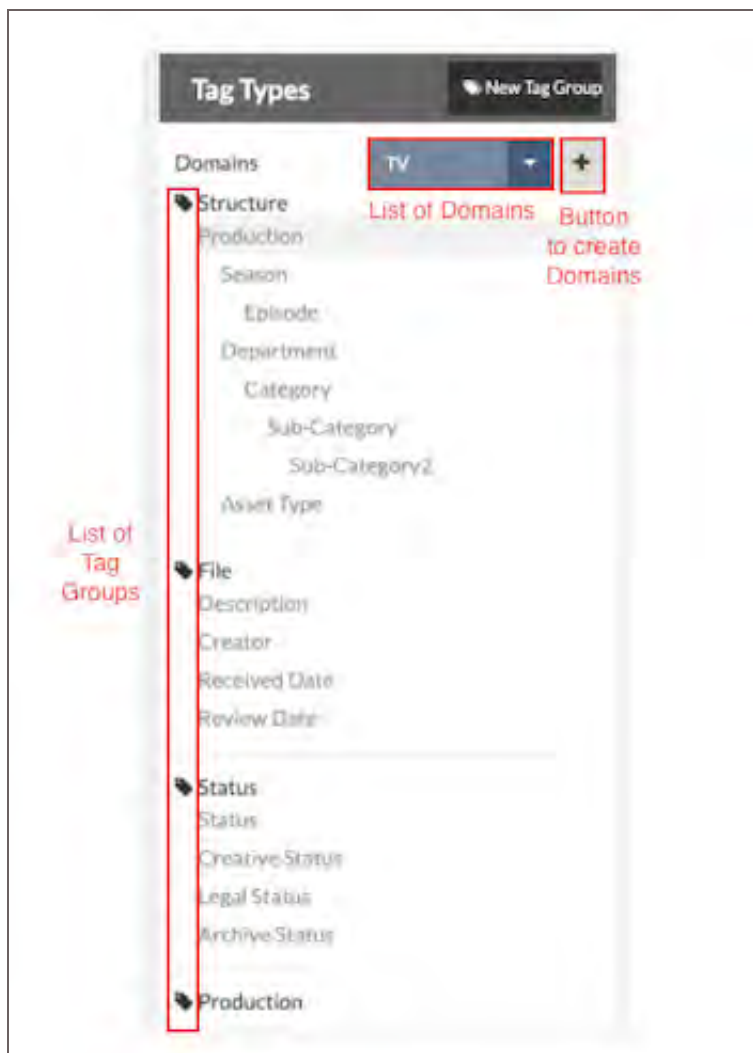 Tag Types
New Tag Group
Domains
TV
+
List of Domains
Button
to create
Domains
Structure
Production
Season
Episode
Department
Category
Sub-Category
Sub-Category2
Asset Type
List of
Tag
Groups
File
Description
Creator
Received Date
Review Date
Status
Status
Creative Status
Legal Status
Archive Status
Production